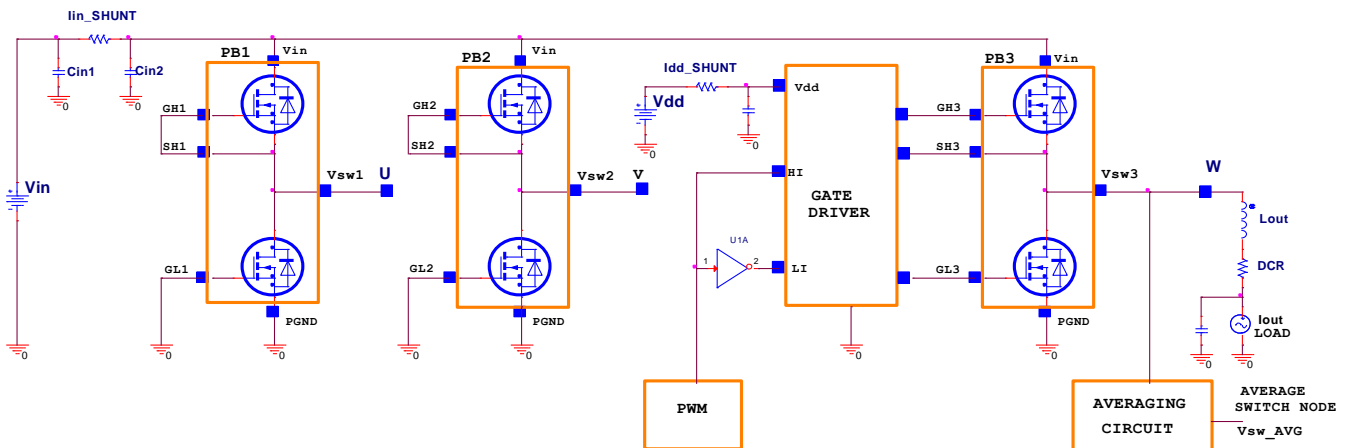 Iin_SHUNT
Cin1
Cin2
0
0
Vin
0
PB1
Vin
GH1
SH1
Vsw1
U
GL1
PGND
0
0
PB2
Vin
GH2
SH2
Vsw2
V
GL2
PGND
0
0
Idd_SHUNT
Vdd
0
0
Vdd
HI
LI
GATE
DRIVER
0
U1A
1
2
PWM
PB3
Vin
GH3
SH3
GL3
Vsw3
PGND
0
W
Lout
DCR
Iout
LOAD
0
0
AVERAGING
CIRCUIT
AVERAGE
SWITCH NODE
Vsw_AVG